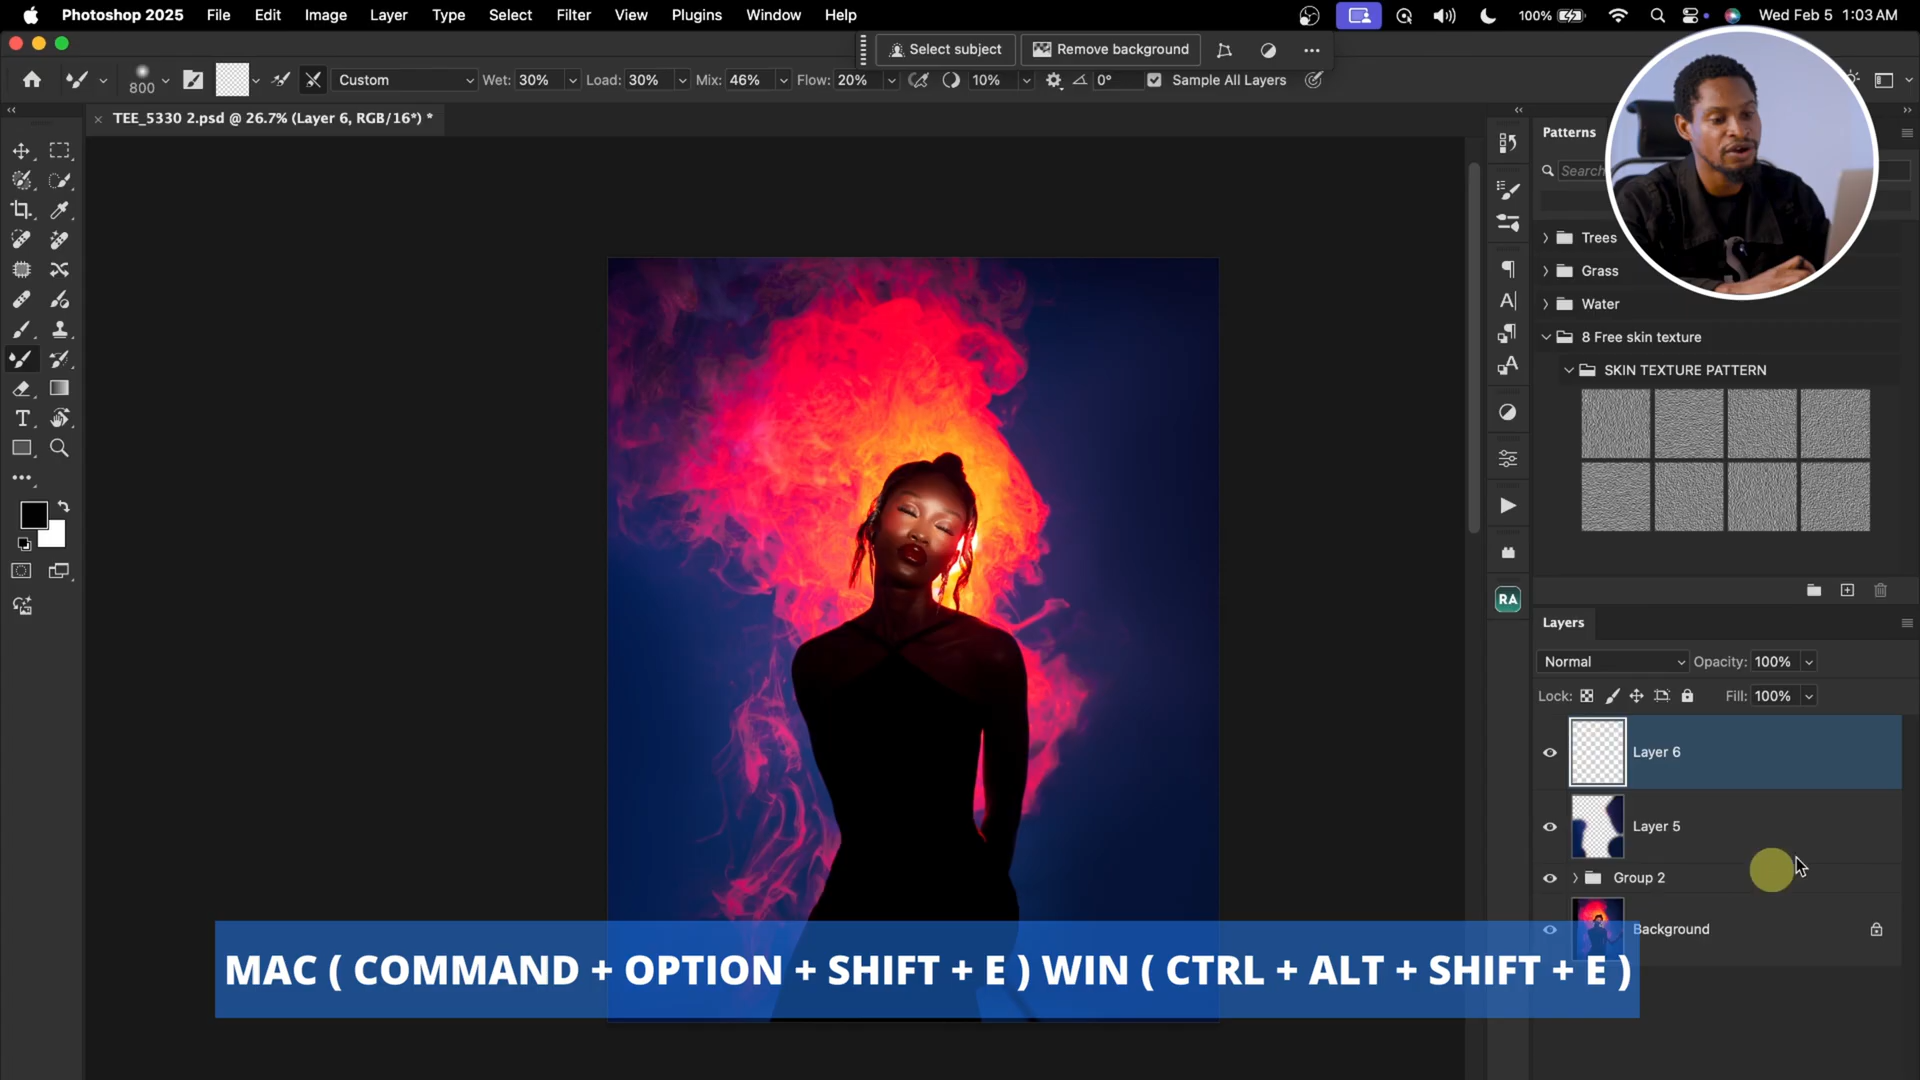 Photoshop 2025 File Edit Image Layer Type Select Filter View Plugins Window Help 100% Wed Feb 5 1:03 AM
Select subject Remove background
800 Custom Wet: 30% Load: 30% Mix: 46% Flow: 20% 10% 0° Sample All Layers
TEE_5330 2.psd @ 26.7% (Layer 6, RGB/16*) *
Patterns
Search
Trees
Grass
Water
8 Free skin texture
SKIN TEXTURE PATTERN
RA
Layers
Normal Opacity: 100%
Lock: Fill: 100%
Layer 6
Layer 5
Group 2
Background
MAC ( COMMAND + OPTION + SHIFT + E ) WIN ( CTRL + ALT + SHIFT + E )